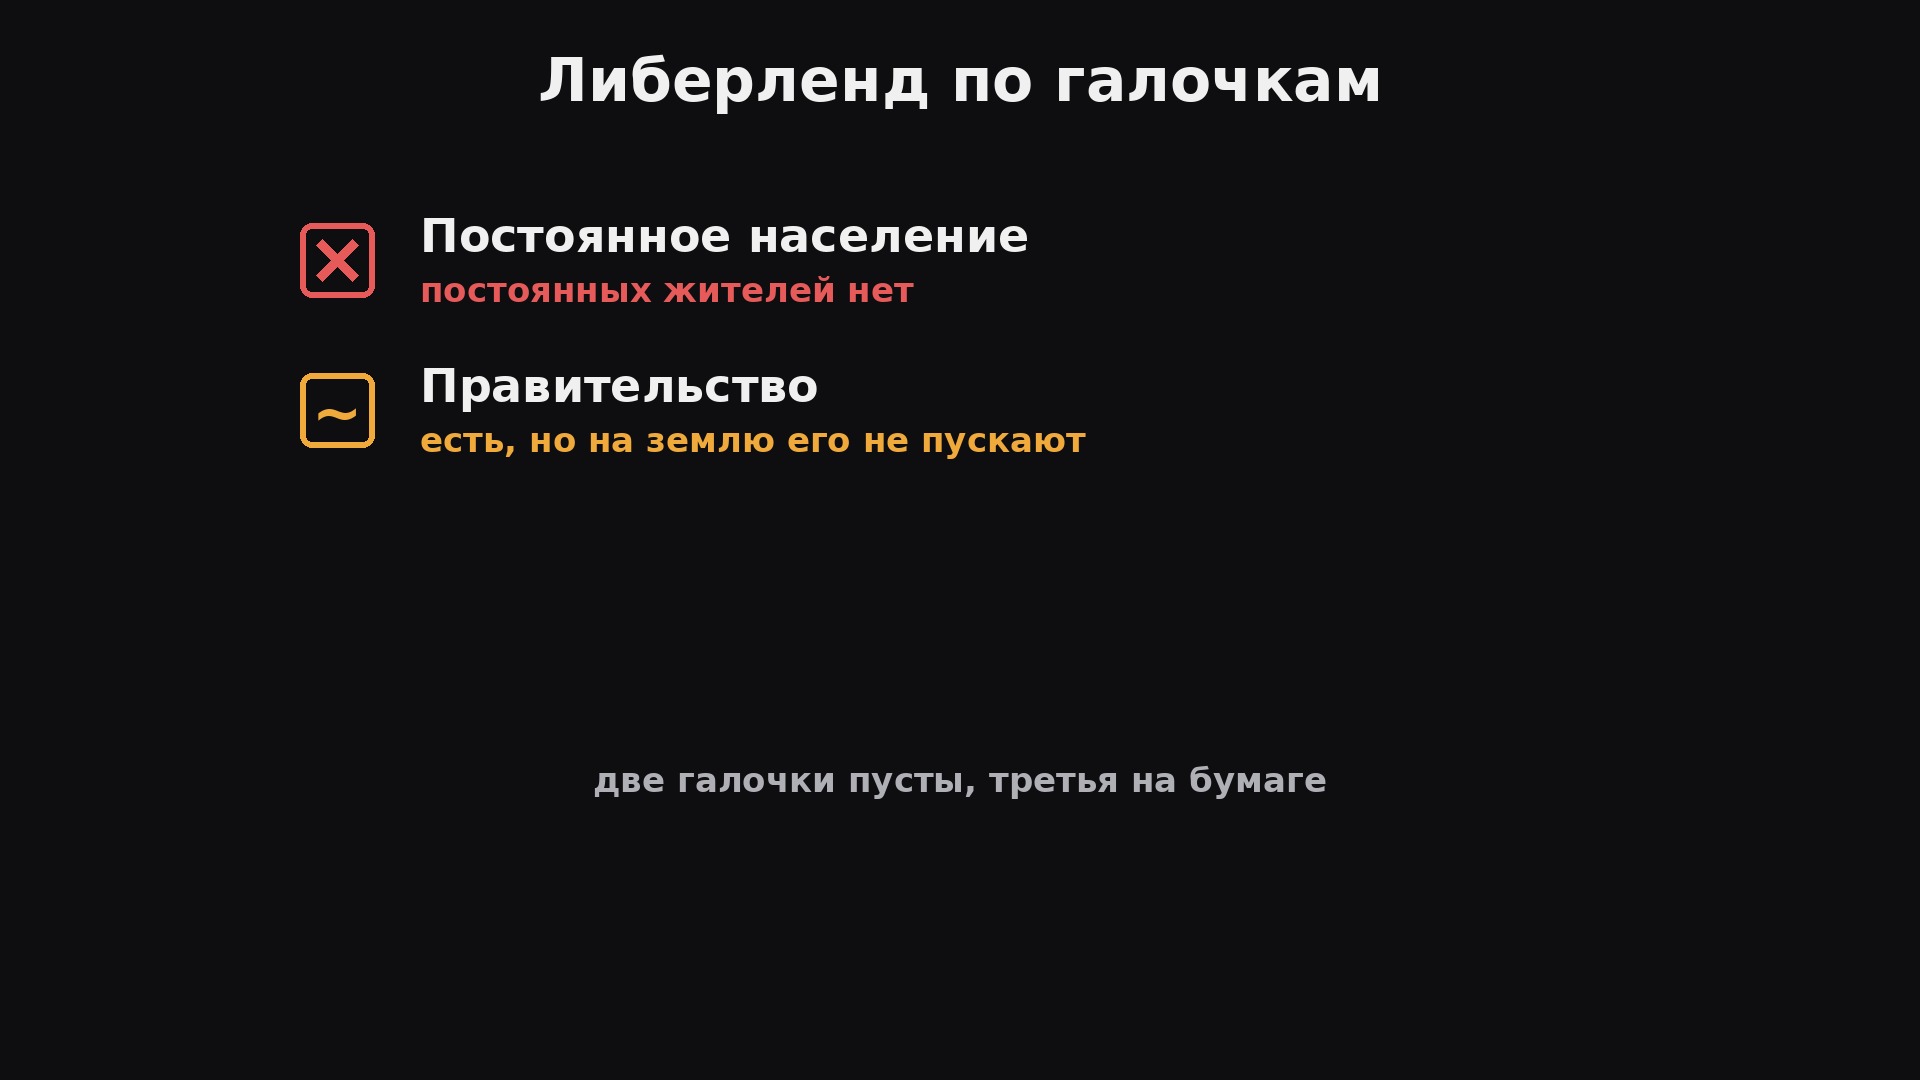 Либерленд по галочкам
Постоянное население
постоянных жителей нет
~
Правительство
есть, но на землю его не пускают
две галочки пусты, третья на бумаге